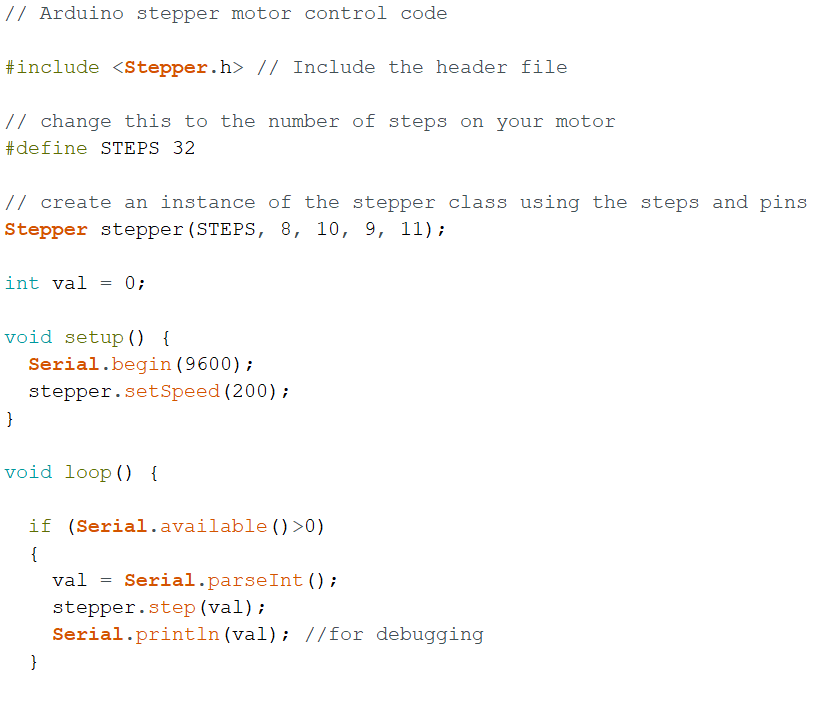 // Arduino stepper motor control code
#include <Stepper.h> // Include the header file
// change this to the number of steps on your motor
#define STEPS 32
// create an instance of the stepper class using the steps and pins
Stepper stepper(STEPS, 8, 10, 9, 11);
int val = 0;
void setup() {
  Serial.begin(9600);
  stepper.setSpeed(200);
}
void loop() {
  if (Serial.available()>0)
  {
    val = Serial.parseInt();
    stepper.step(val);
    Serial.println(val); //for debugging
  }